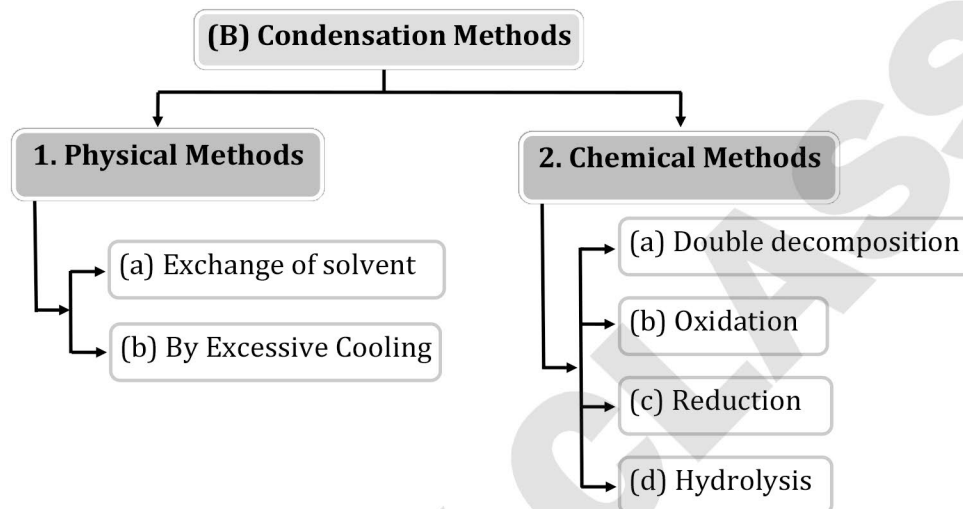 (B) Condensation Methods
1. Physical Methods
(a) Exchange of solvent
(b) By Excessive Cooling
2. Chemical Methods
(a) Double decomposition
(b) Oxidation
(c) Reduction
(d) Hydrolysis
CLASS